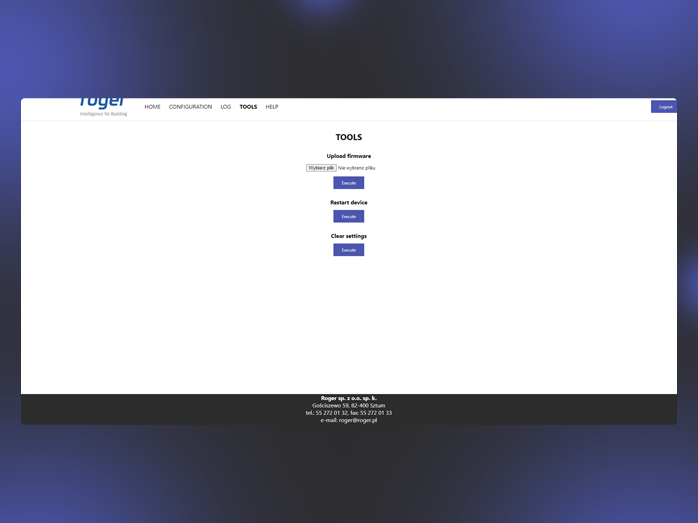 roger
Intelligence for Building
HOME CONFIGURATION LOG TOOLS HELP
Logout
TOOLS
Upload firmware
Wybierz plik Nie wybrano pliku
Execute
Restart device
Execute
Clear settings
Execute
Roger sp. z o.o. sp. k.
Gościszewo 59, 82-400 Sztum
tel.: 55 272 01 32, fax: 55 272 01 33
e-mail: roger@roger.pl